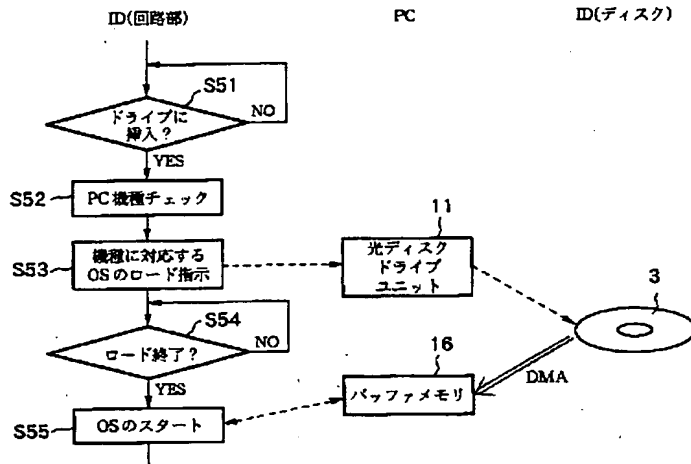 ID(回路部) PC ID(ディスク)
S51
ドライブに
挿入?
NO
YES
S52 PC機種チェック
11
S53 機種に対応する
OSのロード指示
光ディスク
ドライブ
ユニット
3
S54
ロード終了?
NO
16
DMA
YES
バッファメモリ
S55 OSのスタート